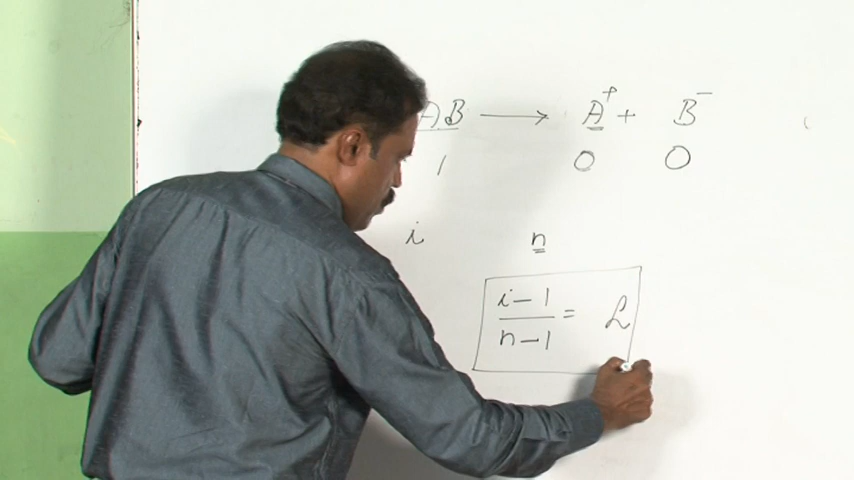 AB ⟶ A⁺ + B⁻
1 0 0
i n
i-1
n-1 = ℒ